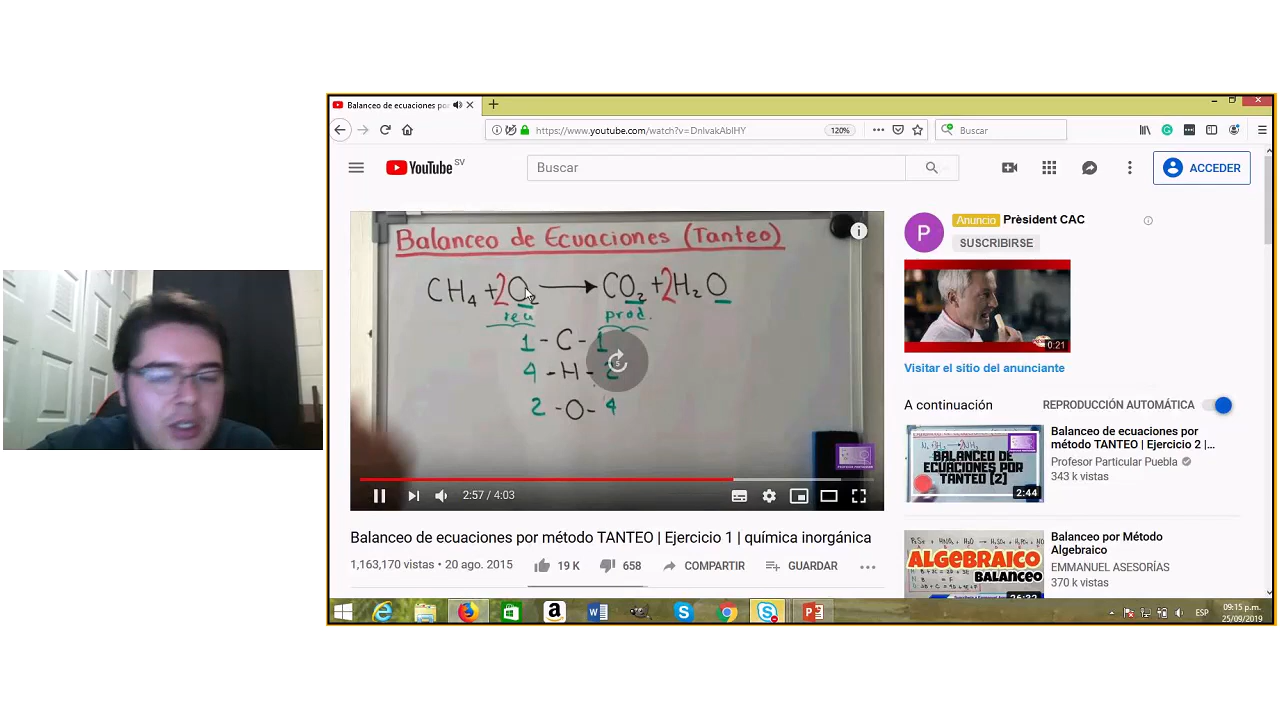 Balanceo de ecuaciones por
https://www.youtube.com/watch?v=DnlvakAblHY
120%
Buscar
YouTube SV
Buscar
ACCEDER
Balanceo de Ecuaciones (Tanteo)
CH₄ + 2O₂ → CO₂ + 2H₂O
rea prod.
1 - C - 1
4 - H - 2
2 - O - 4
5
2:57 / 4:03
Balanceo de ecuaciones por método TANTEO | Ejercicio 1 | química inorgánica
1,163,170 vistas • 20 ago. 2015
19 K
658
COMPARTIR
GUARDAR
P
Anuncio Prèsident CAC
SUSCRIBIRSE
0:21
Visitar el sitio del anunciante
A continuación
REPRODUCCIÓN AUTOMÁTICA
BALANCEO DE
ECUACIONES POR
TANTEO [2]
2:44
Balanceo de ecuaciones por
método TANTEO | Ejercicio 2 |...
Profesor Particular Puebla
343 k vistas
ALGEBRAICO
BALANCEO
Balanceo por Método
Algebraico
EMMANUEL ASESORÍAS
370 k vistas
ESP
09:15 p.m.
25/09/2019